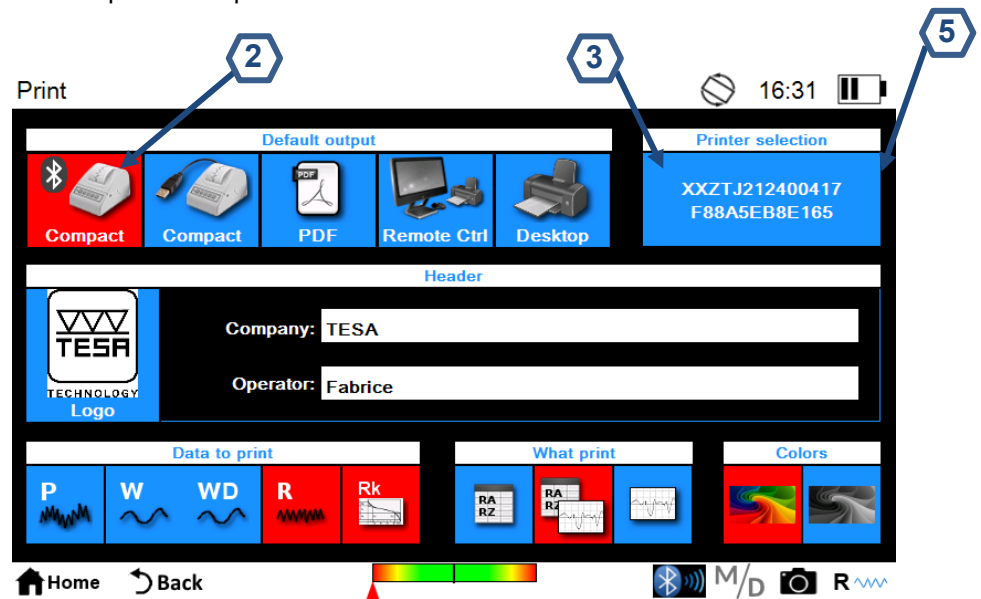 2
3
5
Print
16:31
Default output
Printer selection
Compact
Compact
PDF
PDF
Remote Ctrl
Desktop
XXZTJ212400417
F88A5EB8E165
Header
TESA
TECHNOLOGY
Logo
Company: TESA
Operator: Fabrice
Data to print
What print
Colors
P
W
WD
R
Rk
RA
RZ
RA
RZ
Home
Back
M/D
R